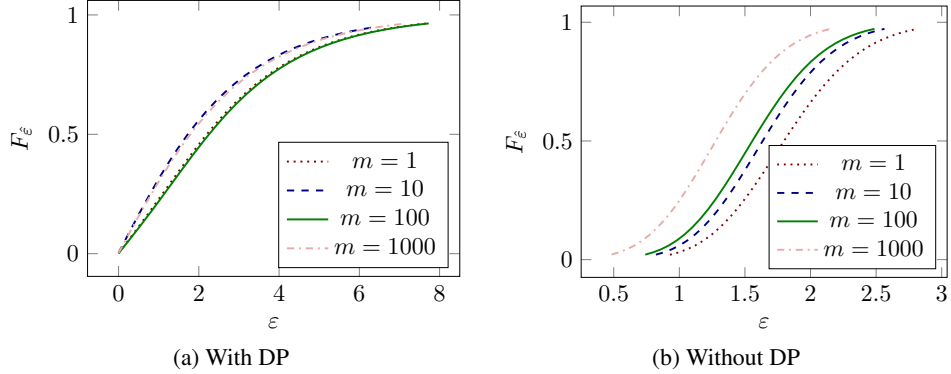 1
0.5
0
F_ε̂
0 2 4 6 8
ε
m = 1
m = 10
m = 100
m = 1000
(a) With DP
1
0.5
0
F_ε̂
0.5 1 1.5 2 2.5 3
ε
m = 1
m = 10
m = 100
m = 1000
(b) Without DP